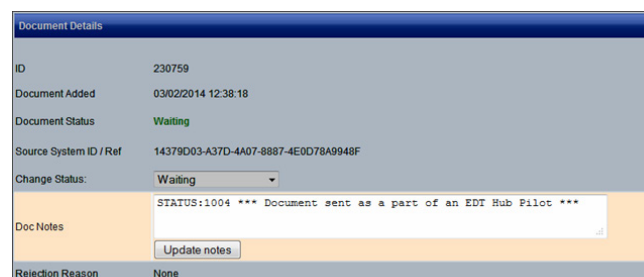 Document Details
ID 230759
Document Added 03/02/2014 12:38:18
Document Status Waiting
Source System ID / Ref 14379D03-A37D-4A07-8887-4E0D78A9948F
Change Status: Waiting
STATUS:1004 *** Document sent as a part of an EDT Hub Pilot ***
Doc Notes
Update notes
Rejection Reason None